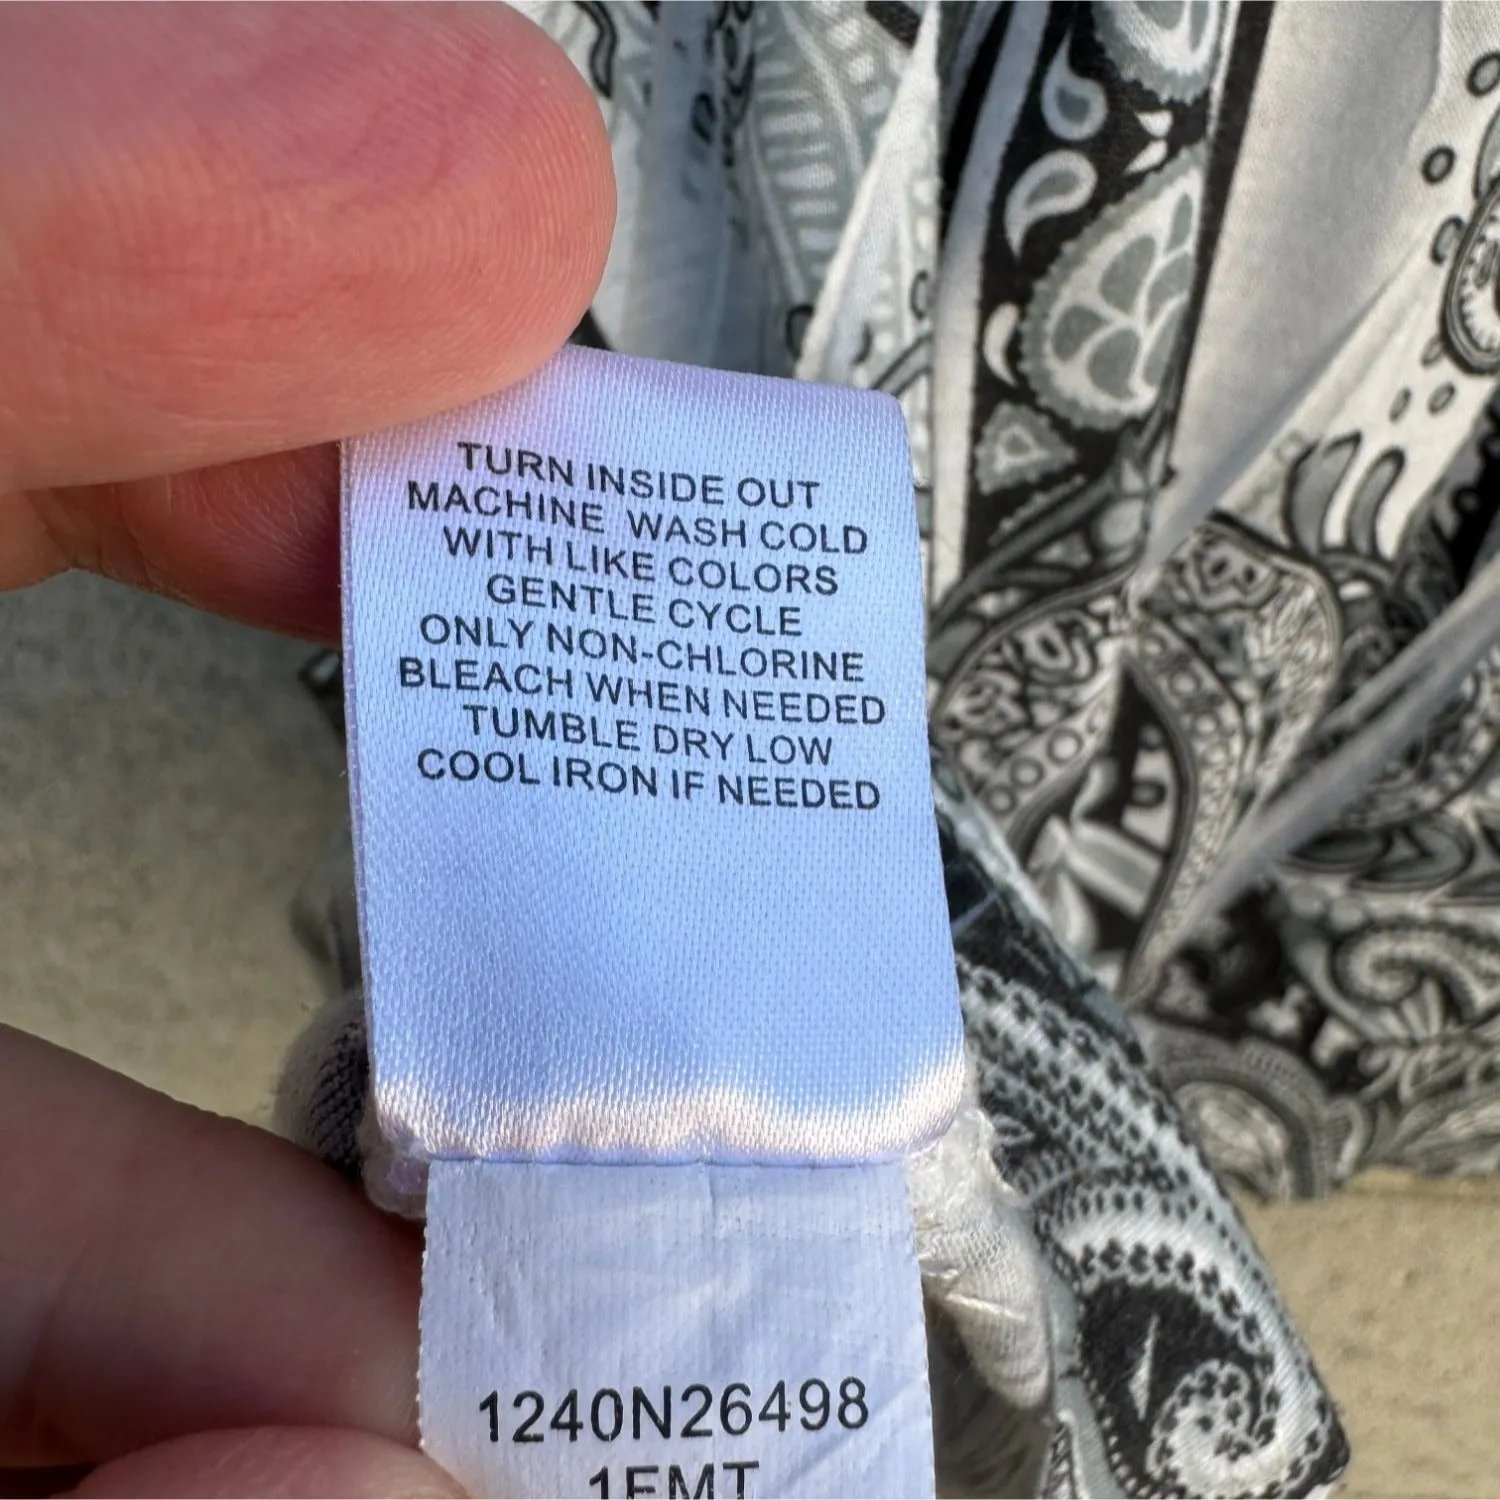 TURN INSIDE OUT
MACHINE WASH COLD
WITH LIKE COLORS
GENTLE CYCLE
ONLY NON-CHLORINE
BLEACH WHEN NEEDED
TUMBLE DRY LOW
COOL IRON IF NEEDED
1240N26498
1FMT